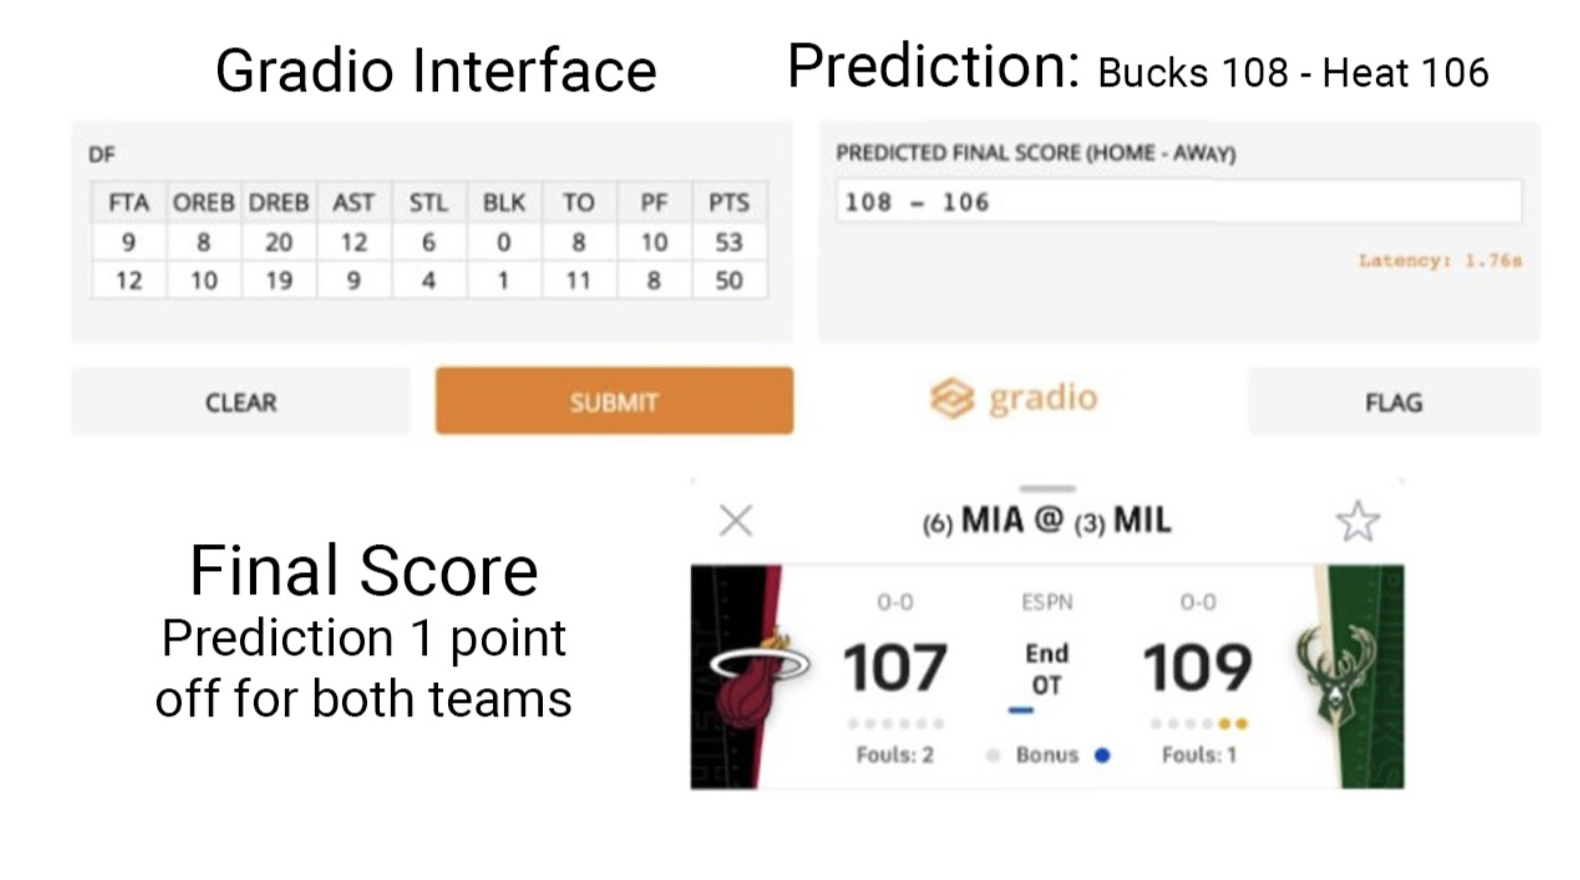 Gradio Interface
Prediction: Bucks 108 - Heat 106
DF
FTA OREB DREB AST STL BLK TO PF PTS
9 8 20 12 6 0 8 10 53
12 10 19 9 4 1 11 8 50
PREDICTED FINAL SCORE (HOME - AWAY)
108 - 106
Latency: 1.76s
CLEAR
SUBMIT
gradio
FLAG
Final Score
Prediction 1 point
off for both teams
(6) MIA @ (3) MIL
0-0 ESPN 0-0
107 End 109
OT
Fouls: 2 Bonus Fouls: 1